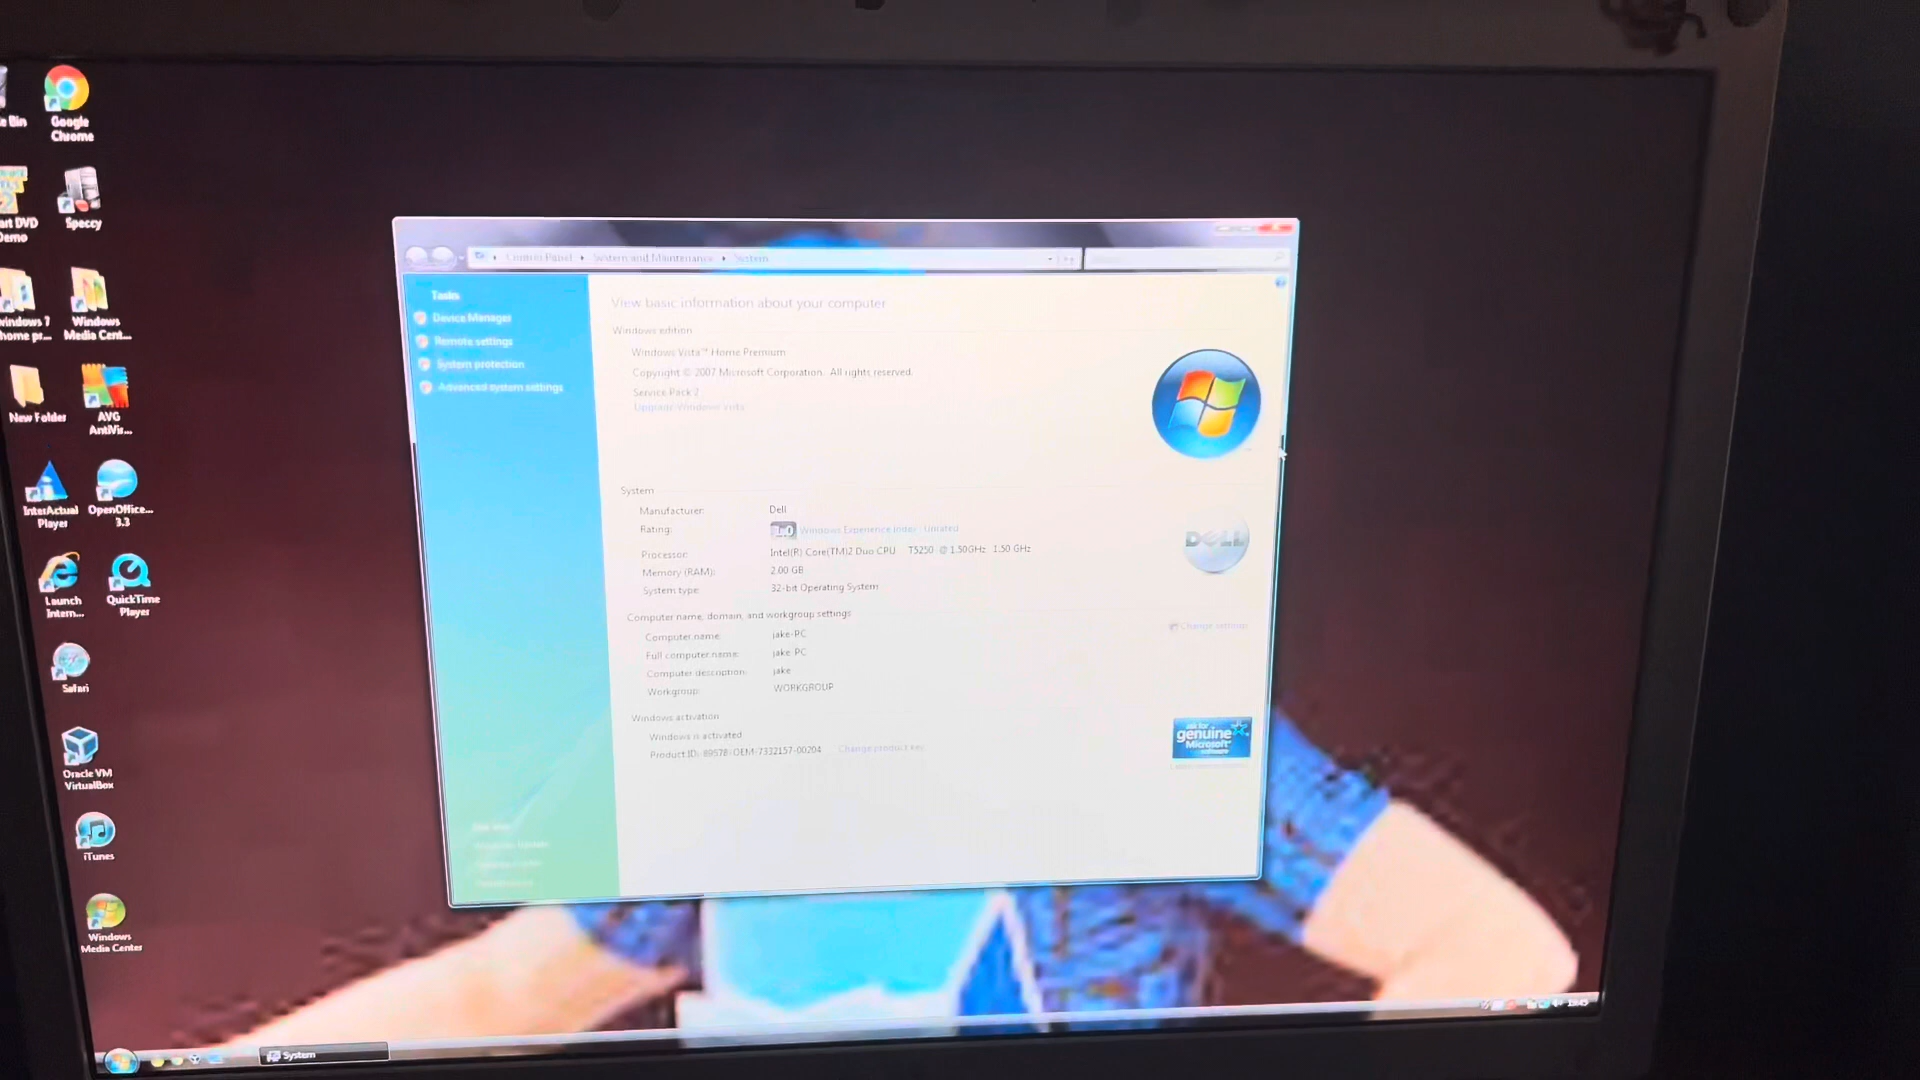 e Bin
Google
Chrome
art DVD
Demo
Speccy
windows 7
home pr...
Windows
Media Cent...
New Folder
AVG
AntiVir...
InterActual
Player
OpenOffice...
3.3
Launch
Intern...
QuickTime
Player
Safari
Oracle VM
VirtualBox
iTunes
Windows
Media Center
Control Panel
System and Maintenance
System
Tasks
Device Manager
Remote settings
System protection
Advanced system settings
View basic information about your computer
Windows edition
Windows Vista™ Home Premium
Copyright © 2007 Microsoft Corporation. All rights reserved.
Service Pack 2
Upgrade Windows Vista
System
Manufacturer: Dell
Rating: Windows Experience Index: Unrated
Processor: Intel(R) Core(TM)2 Duo CPU T5250 @ 1.50GHz 1.50 GHz
Memory (RAM): 2.00 GB
System type: 32-bit Operating System
DELL
Computer name, domain, and workgroup settings
Computer name: jake-PC
Change settings
Full computer name: jake-PC
Computer description: jake
Workgroup: WORKGROUP
Windows activation
Windows is activated
Product ID: 89578-OEM-7332157-00204
Change product key
ask for
genuine
Microsoft
software
System